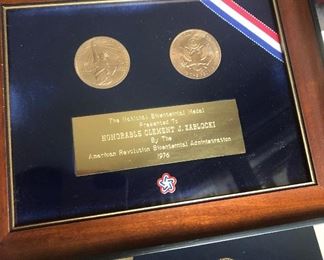 The National Bicentennial Medal
Presented To
HONORABLE CLEMENT J. ZABLOCKI
By The
American Revolution Bicentennial Administration
1976